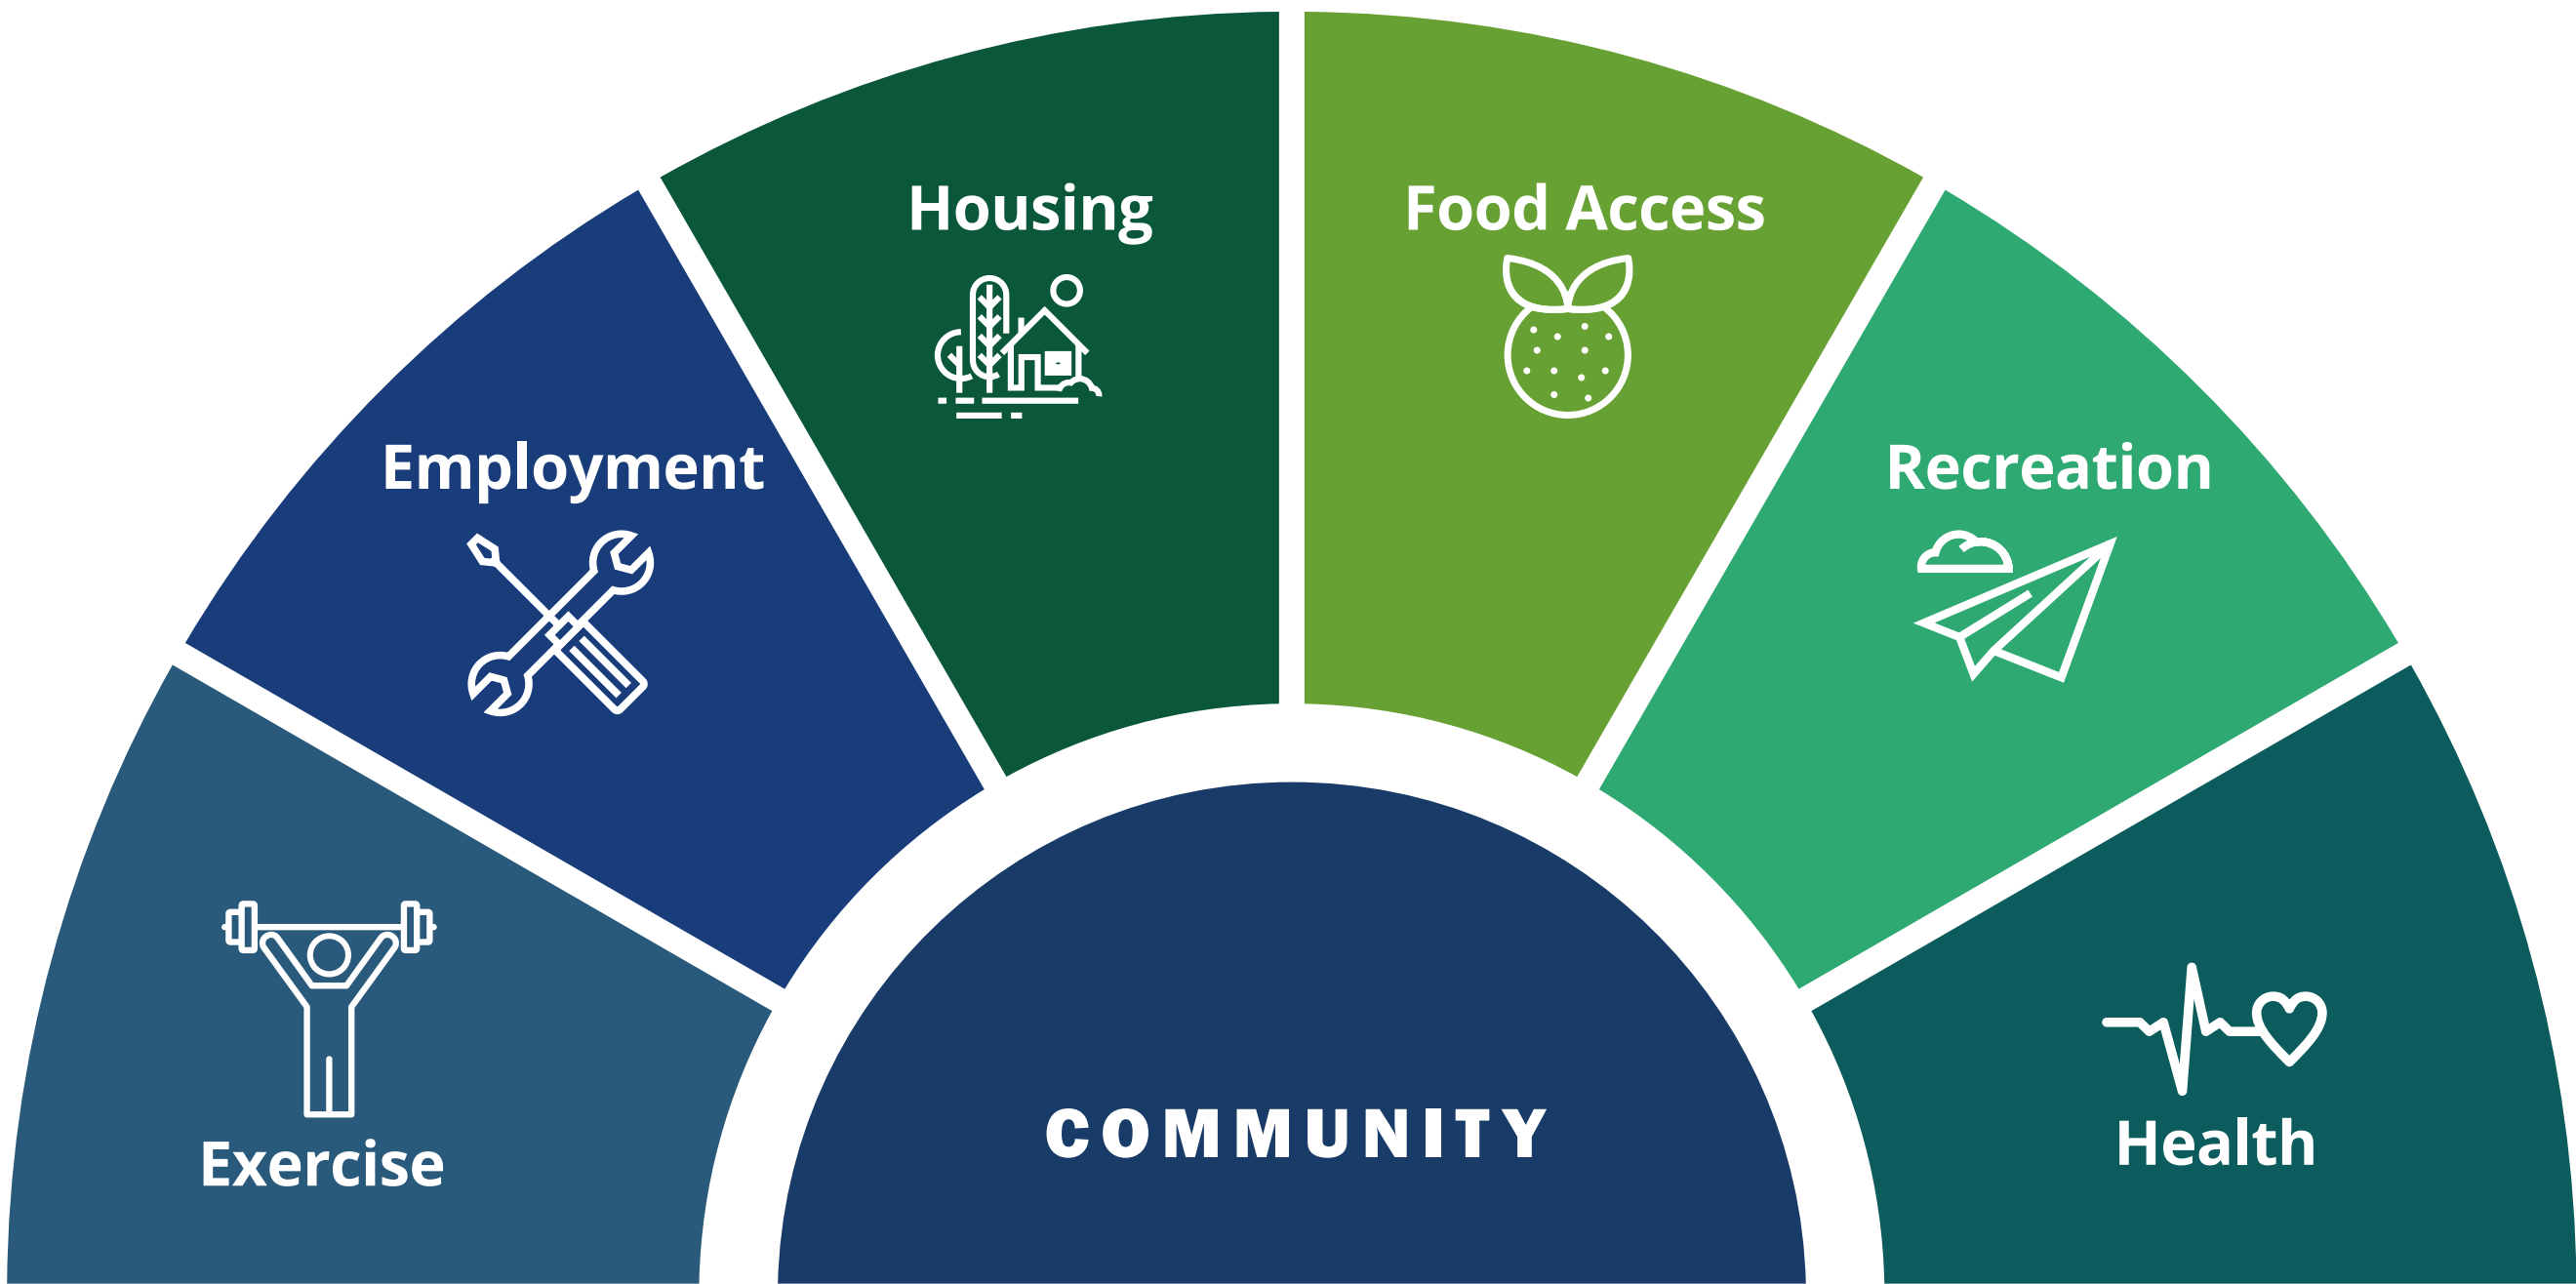 Housing
Food Access
Employment
Recreation
Exercise
Health
COMMUNITY